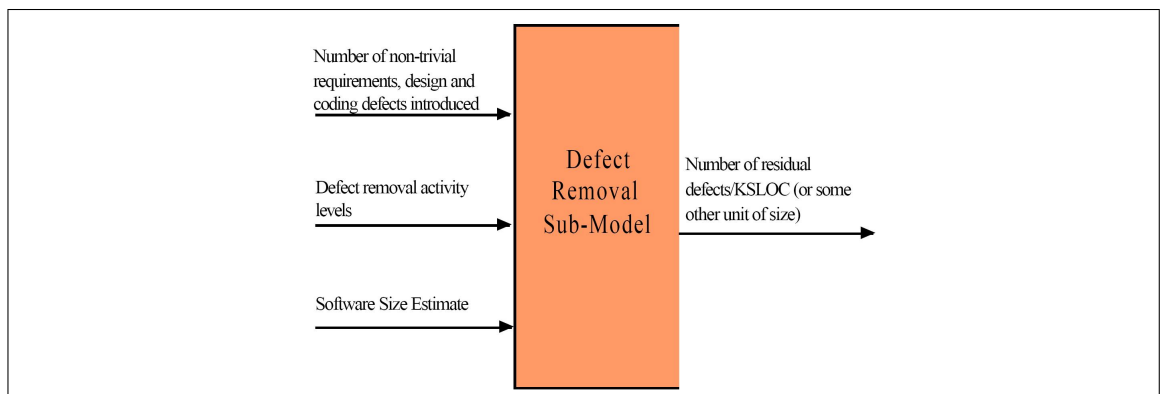 Number of non-trivial
requirements, design and
coding defects introduced
Defect removal activity
levels
Software Size Estimate
Defect
Removal
Sub-Model
Number of residual
defects/KSLOC (or some
other unit of size)